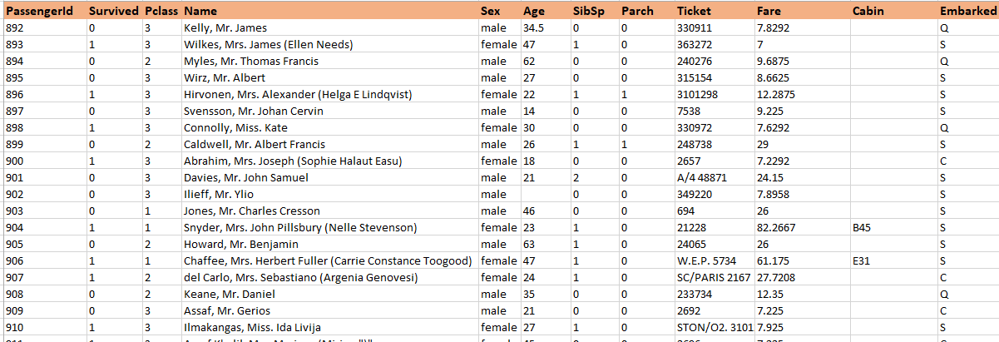 PassengerId Survived Pclass Name Sex Age SibSp Parch Ticket Fare Cabin Embarked
892 0 3 Kelly, Mr. James male 34.5 0 0 330911 7.8292 Q
893 1 3 Wilkes, Mrs. James (Ellen Needs) female 47 1 0 363272 7 S
894 0 2 Myles, Mr. Thomas Francis male 62 0 0 240276 9.6875 Q
895 0 3 Wirz, Mr. Albert male 27 0 0 315154 8.6625 S
896 1 3 Hirvonen, Mrs. Alexander (Helga E Lindqvist) female 22 1 1 3101298 12.2875 S
897 0 3 Svensson, Mr. Johan Cervin male 14 0 0 7538 9.225 S
898 1 3 Connolly, Miss. Kate female 30 0 0 330972 7.6292 Q
899 0 2 Caldwell, Mr. Albert Francis male 26 1 1 248738 29 S
900 1 3 Abrahim, Mrs. Joseph (Sophie Halaut Easu) female 18 0 0 2657 7.2292 C
901 0 3 Davies, Mr. John Samuel male 21 2 0 A/4 48871 24.15 S
902 0 3 Ilieff, Mr. Ylio male 0 0 349220 7.8958 S
903 0 1 Jones, Mr. Charles Cresson male 46 0 0 694 26 S
904 1 1 Snyder, Mrs. John Pillsbury (Nelle Stevenson) female 23 1 0 21228 82.2667 B45 S
905 0 2 Howard, Mr. Benjamin male 63 1 0 24065 26 S
906 1 1 Chaffee, Mrs. Herbert Fuller (Carrie Constance Toogood) female 47 1 0 W.E.P. 5734 61.175 E31 S
907 1 2 del Carlo, Mrs. Sebastiano (Argenia Genovesi) female 24 1 0 SC/PARIS 2167 27.7208 C
908 0 2 Keane, Mr. Daniel male 35 0 0 233734 12.35 Q
909 0 3 Assaf, Mr. Gerios male 21 0 0 2692 7.225 C
910 1 3 Ilmakangas, Miss. Ida Livija female 27 1 0 STON/O2. 3101 7.925 S